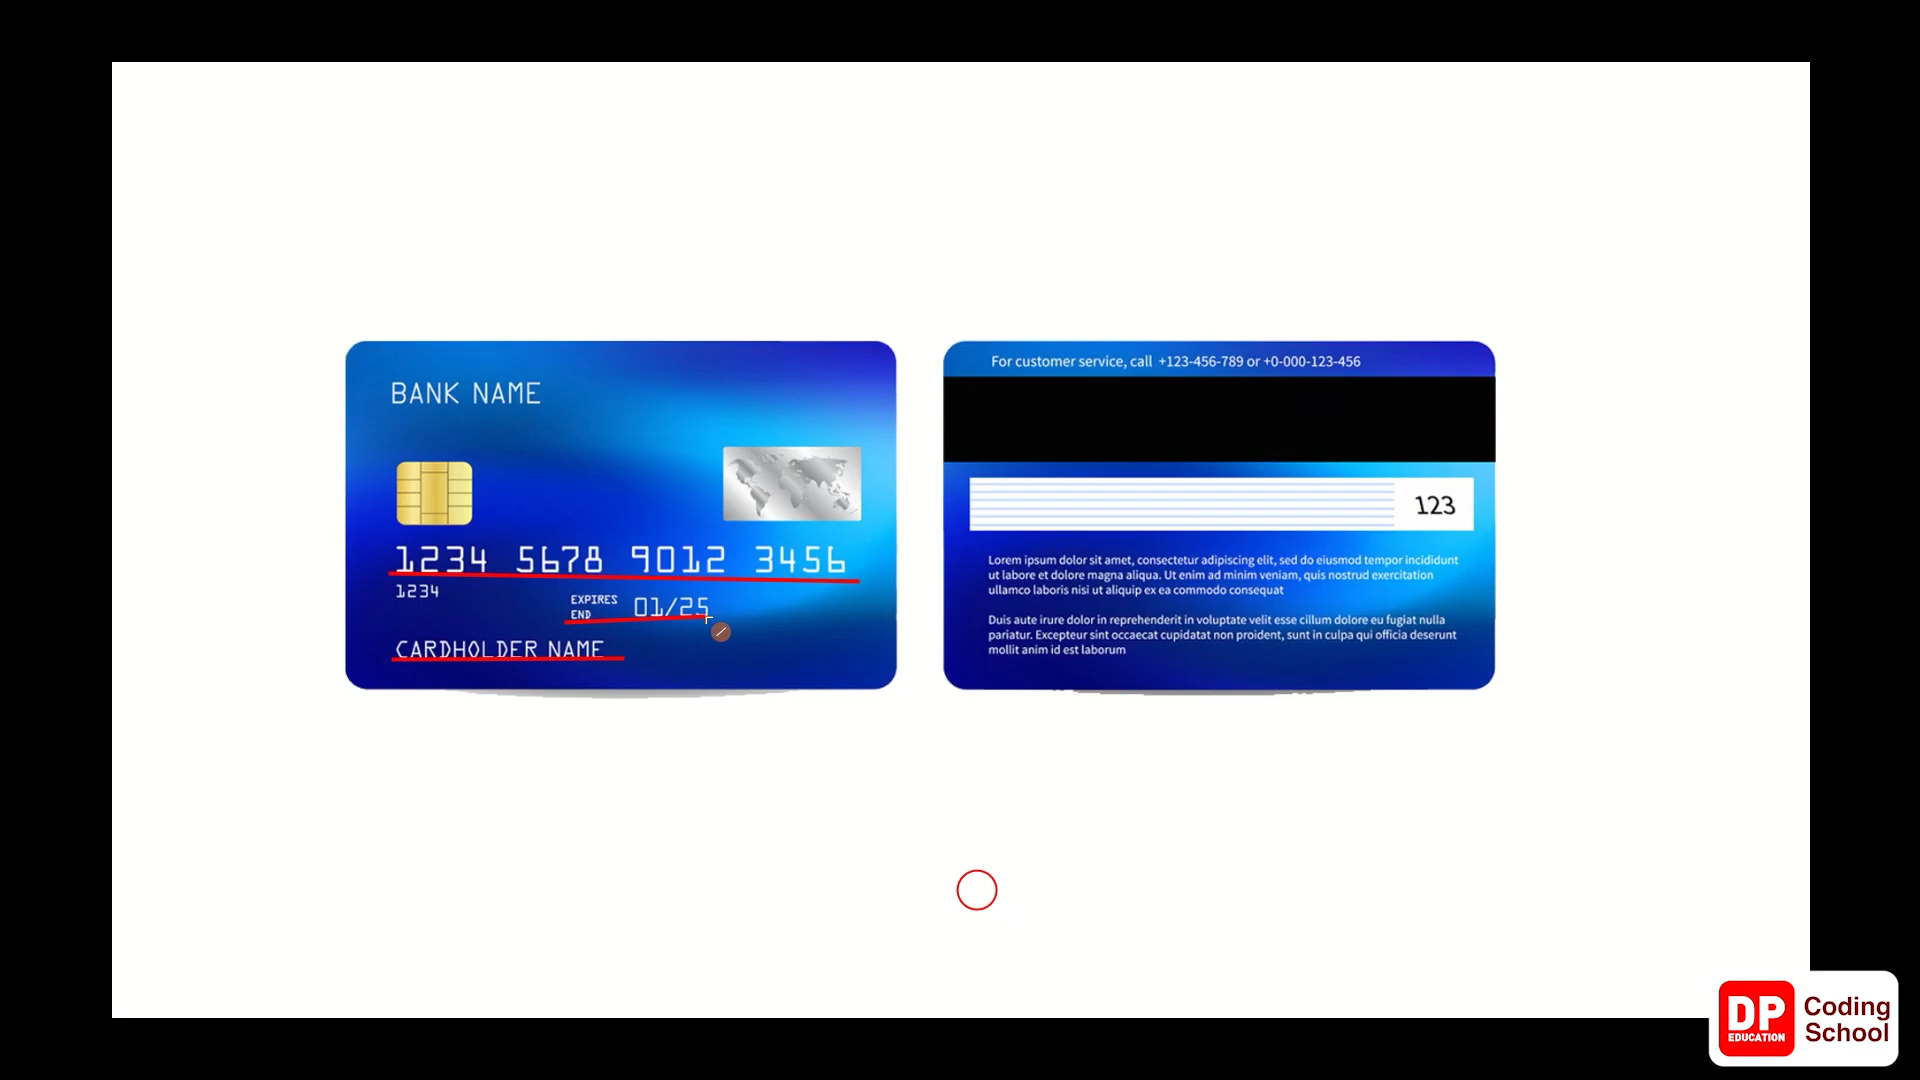 BANK NAME
1234 5678 9012 3456
1234
EXPIRES
END
01/25
CARDHOLDER NAME
For customer service, call +123-456-789 or +0-000-123-456
123
Lorem ipsum dolor sit amet, consectetur adipiscing elit, sed do eiusmod tempor incididunt
ut labore et dolore magna aliqua. Ut enim ad minim veniam, quis nostrud exercitation
ullamco laboris nisi ut aliquip ex ea commodo consequat
Duis aute irure dolor in reprehenderit in voluptate velit esse cillum dolore eu fugiat nulla
pariatur. Excepteur sint occaecat cupidatat non proident, sunt in culpa qui officia deserunt
mollit anim id est laborum
DP
EDUCATION
Coding
School